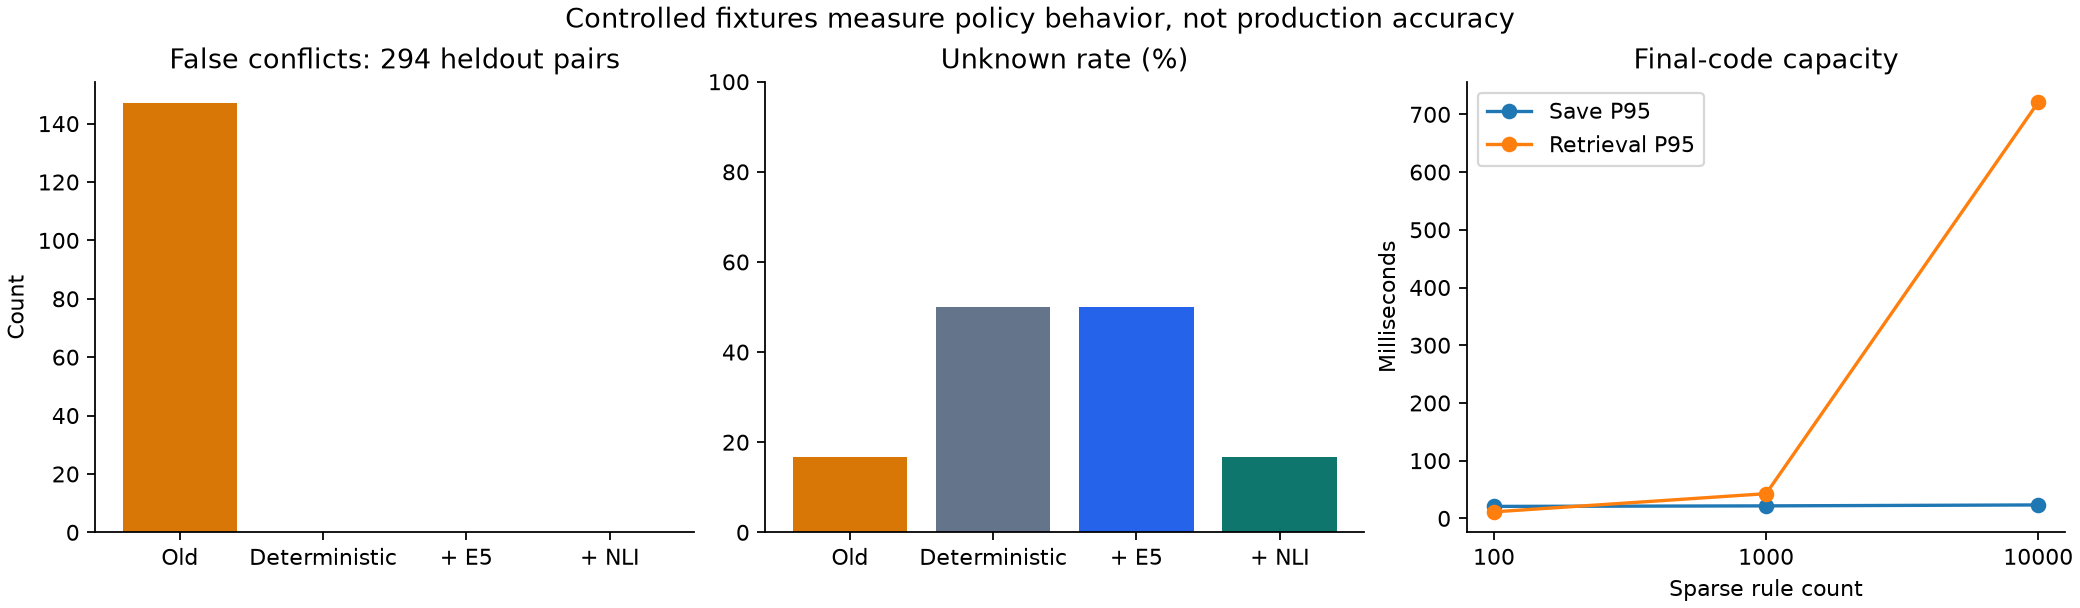 Controlled fixtures measure policy behavior, not production accuracy
False conflicts: 294 heldout pairs
Count
140
120
100
80
60
40
20
0
Old Deterministic + E5 + NLI
Unknown rate (%)
100
80
60
40
20
0
Old Deterministic + E5 + NLI
Final-code capacity
Save P95
Retrieval P95
Milliseconds
700
600
500
400
300
200
100
0
100 1000 10000
Sparse rule count